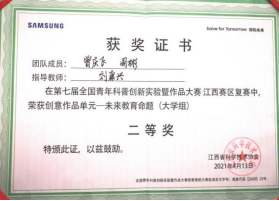 SAMSUNG
Solve for Tomorrow 探知未来
获奖证书
团队成员：
指导教师：
在第七届全国青年科普创新实验暨作品大赛 江西赛区复赛中，
荣获创意作品单元—未来教育命题（大学组）
二等奖
特颁此证，以兹鼓励。
江西省科学技术协会
2021年4月13日